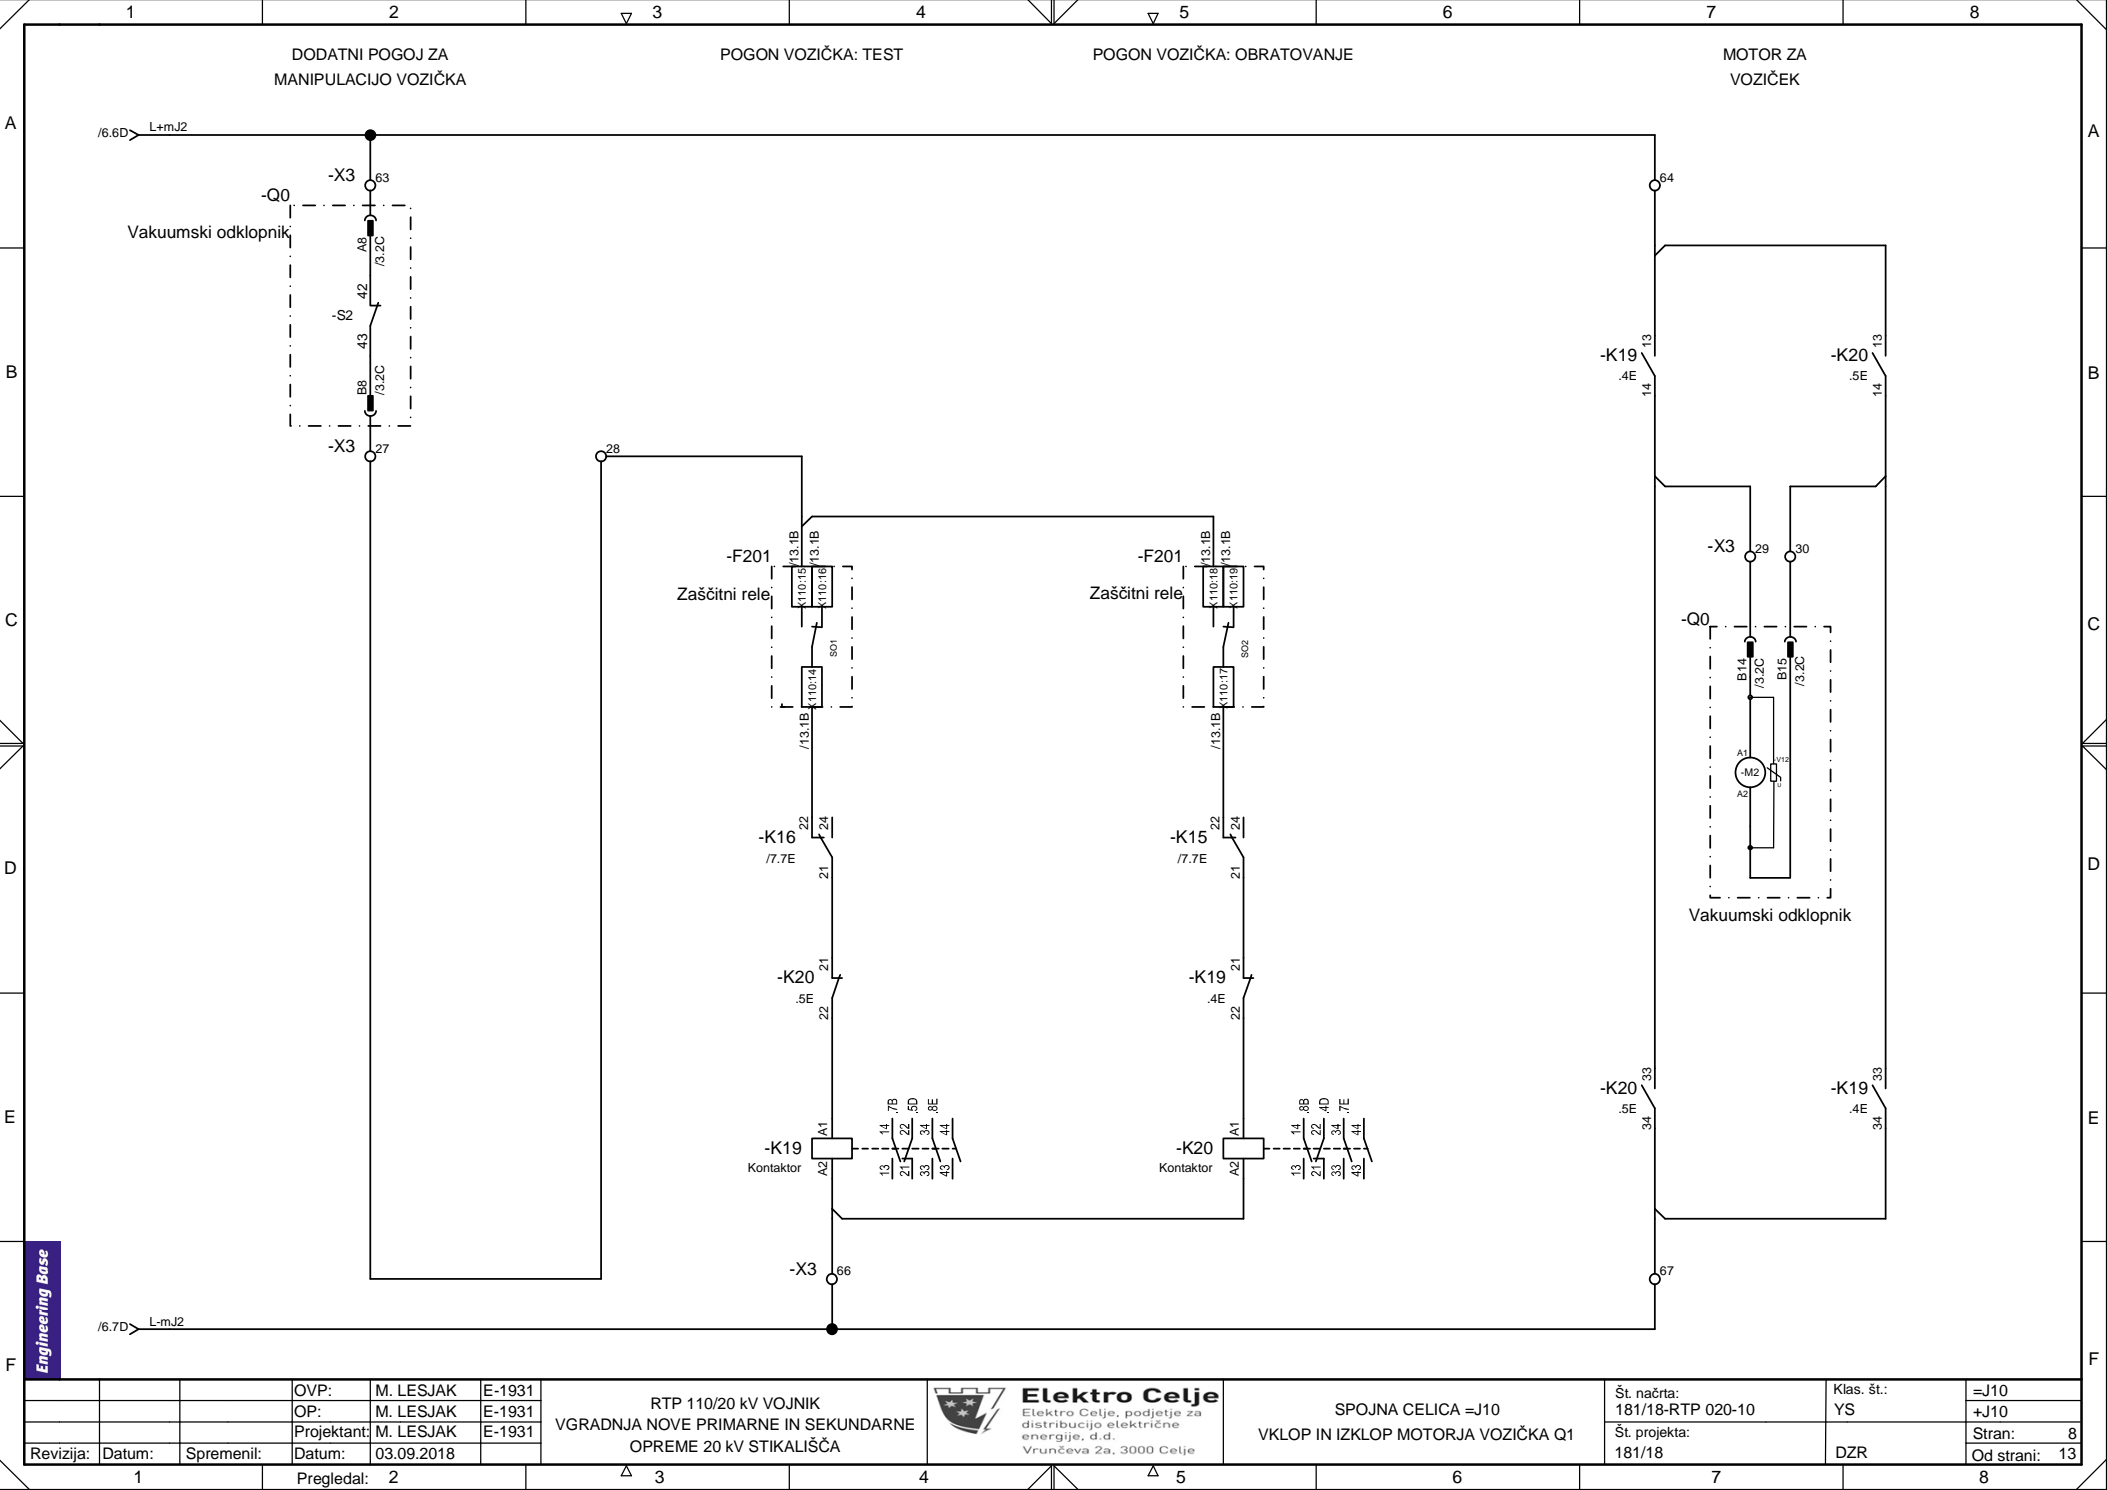 1 2 3 4 5 6 7 8
DODATNI POGOJ ZA
MANIPULACIJO VOZIČKA
POGON VOZIČKA: TEST
POGON VOZIČKA: OBRATOVANJE
MOTOR ZA
VOZIČEK
A A
/6.6D L+mJ2
-X3 63
64
-Q0
Vakuumski odklopnik
A8
/3.2C
42
-S2
43
B8
/3.2C
-X3 27
28
B B
-K19
.4E
13
14
-K20
.5E
13
14
-F201
Zaščitni rele
/13.1B
/13.1B
X110:15
X110:16
SO1
X110:14
/13.1B
-F201
Zaščitni rele
/13.1B
/13.1B
X110:18
X110:19
SO2
X110:17
/13.1B
-X3 29 30
C C
-Q0
B14
/3.2C
B15
/3.2C
A1
-M2
A2
-V12
Vakuumski odklopnik
-K16
/7.7E
22
24
21
-K15
/7.7E
22
24
21
D D
-K20
.5E
21
22
-K19
.4E
21
22
-K20
.5E
33
34
-K19
.4E
33
34
E E
-K19
Kontaktor
A1
A2
14 22 34 44
13 21 33 43
.7B .5D .8E
-K20
Kontaktor
A1
A2
14 22 34 44
13 21 33 43
.8B .4D .7E
-X3 66
67
/6.7D L-mJ2
F F
Engineering Base
OVP: M. LESJAK E-1931
OP: M. LESJAK E-1931
Projektant: M. LESJAK E-1931
Revizija: Datum: Spremenil: Datum: 03.09.2018
Pregledal:
RTP 110/20 kV VOJNIK
VGRADNJA NOVE PRIMARNE IN SEKUNDARNE
OPREME 20 kV STIKALIŠČA
Elektro Celje
Elektro Celje, podjetje za
distribucijo električne
energije, d.d.
Vrunčeva 2a, 3000 Celje
SPOJNA CELICA =J10
VKLOP IN IZKLOP MOTORJA VOZIČKA Q1
Št. načrta:
181/18-RTP 020-10
Št. projekta:
181/18
Klas. št.:
YS
DZR
=J10
+J10
Stran: 8
Od strani: 13
1 2 3 4 5 6 7 8